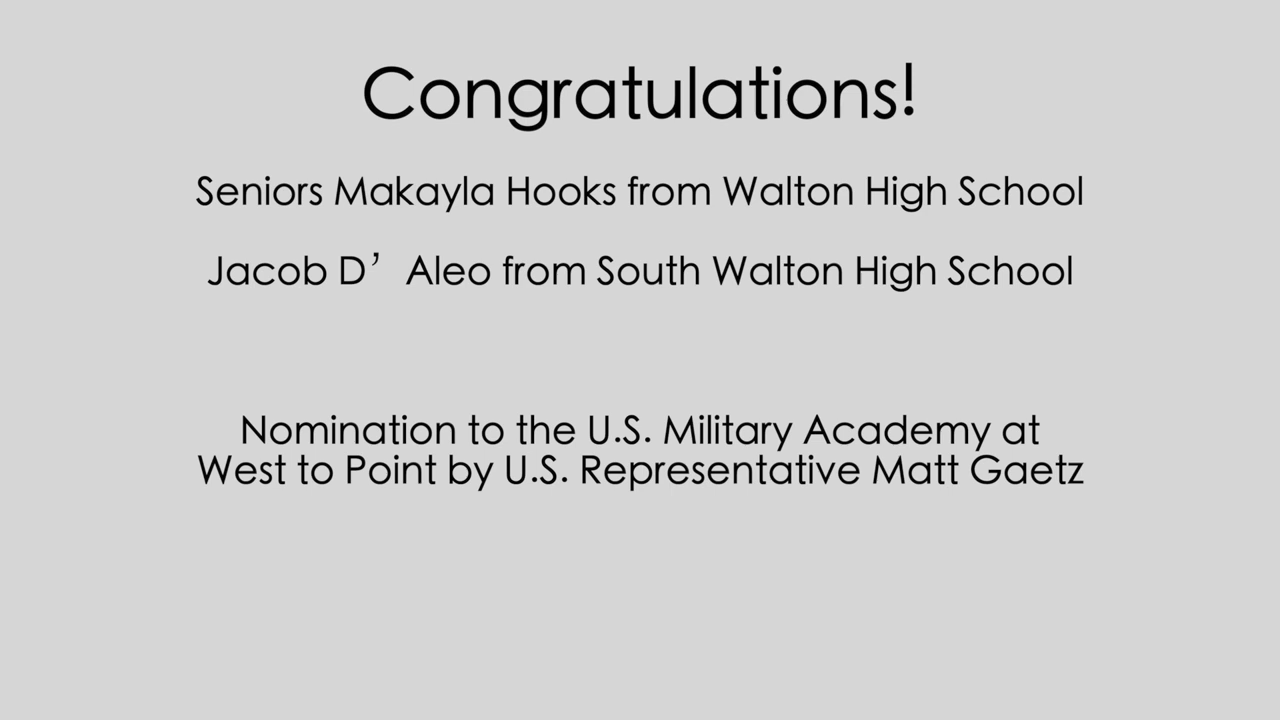 Congratulations!
Seniors Makayla Hooks from Walton High School
Jacob D’ Aleo from South Walton High School
Nomination to the U.S. Military Academy at
West to Point by U.S. Representative Matt Gaetz